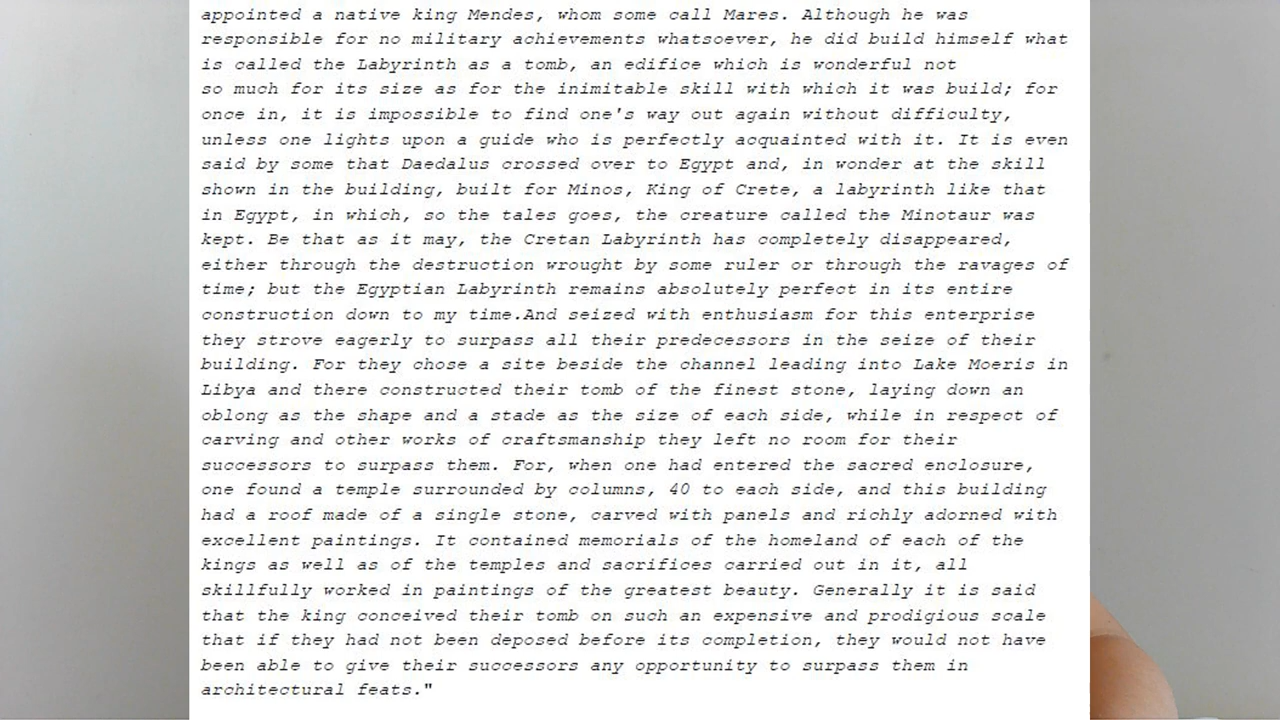 appointed a native king Mendes, whom some call Mares. Although he was
responsible for no military achievements whatsoever, he did build himself what
is called the Labyrinth as a tomb, an edifice which is wonderful not
so much for its size as for the inimitable skill with which it was build; for
once in, it is impossible to find one's way out again without difficulty,
unless one lights upon a guide who is perfectly acquainted with it. It is even
said by some that Daedalus crossed over to Egypt and, in wonder at the skill
shown in the building, built for Minos, King of Crete, a labyrinth like that
in Egypt, in which, so the tales goes, the creature called the Minotaur was
kept. Be that as it may, the Cretan Labyrinth has completely disappeared,
either through the destruction wrought by some ruler or through the ravages of
time; but the Egyptian Labyrinth remains absolutely perfect in its entire
construction down to my time.And seized with enthusiasm for this enterprise
they strove eagerly to surpass all their predecessors in the seize of their
building. For they chose a site beside the channel leading into Lake Moeris in
Libya and there constructed their tomb of the finest stone, laying down an
oblong as the shape and a stade as the size of each side, while in respect of
carving and other works of craftsmanship they left no room for their
successors to surpass them. For, when one had entered the sacred enclosure,
one found a temple surrounded by columns, 40 to each side, and this building
had a roof made of a single stone, carved with panels and richly adorned with
excellent paintings. It contained memorials of the homeland of each of the
kings as well as of the temples and sacrifices carried out in it, all
skillfully worked in paintings of the greatest beauty. Generally it is said
that the king conceived their tomb on such an expensive and prodigious scale
that if they had not been deposed before its completion, they would not have
been able to give their successors any opportunity to surpass them in
architectural feats."